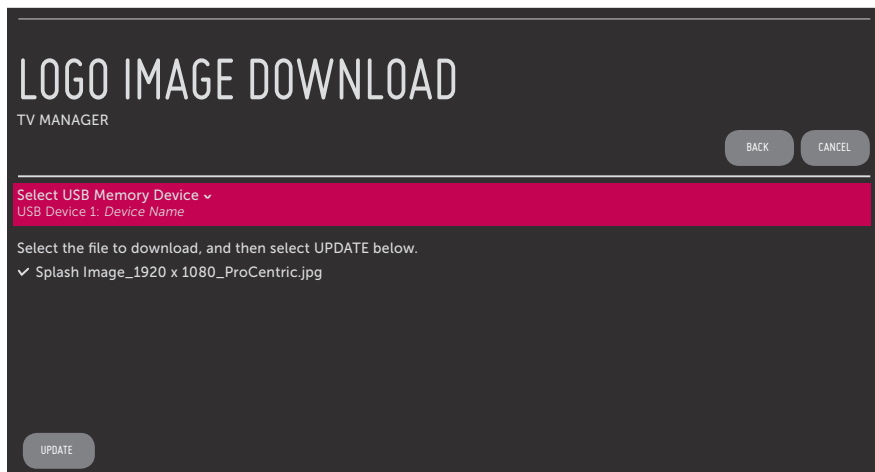 LOGO IMAGE DOWNLOAD
TV MANAGER
BACK CANCEL
Select USB Memory Device
USB Device 1: Device Name
Select the file to download, and then select UPDATE below.
Splash Image_1920 x 1080_ProCentric.jpg
UPDATE